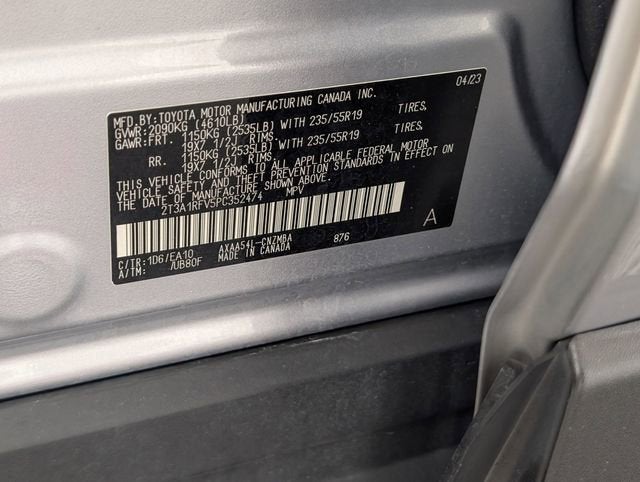 04/23
MFD.BY:TOYOTA MOTOR MANUFACTURING CANADA INC.
GVWR:2090KG (4610LB)
GAWR:FRT. 1150KG (2535LB) WITH 235/55R19 TIRES,
19X7 1/2J RIMS.
RR. 1150KG (2535LB) WITH 235/55R19 TIRES,
19X7 1/2J RIMS.
THIS VEHICLE CONFORMS TO ALL APPLICABLE FEDERAL MOTOR
VEHICLE SAFETY AND THEFT PREVENTION STANDARDS IN EFFECT ON
THE DATE OF MANUFACTURE SHOWN ABOVE.
2T3A1RFV5PC352474 MPV
C/TR:1D6/EA10 AXAA54L-CNZMBA 876 A
A/TM: /UB80F MADE IN CANADA